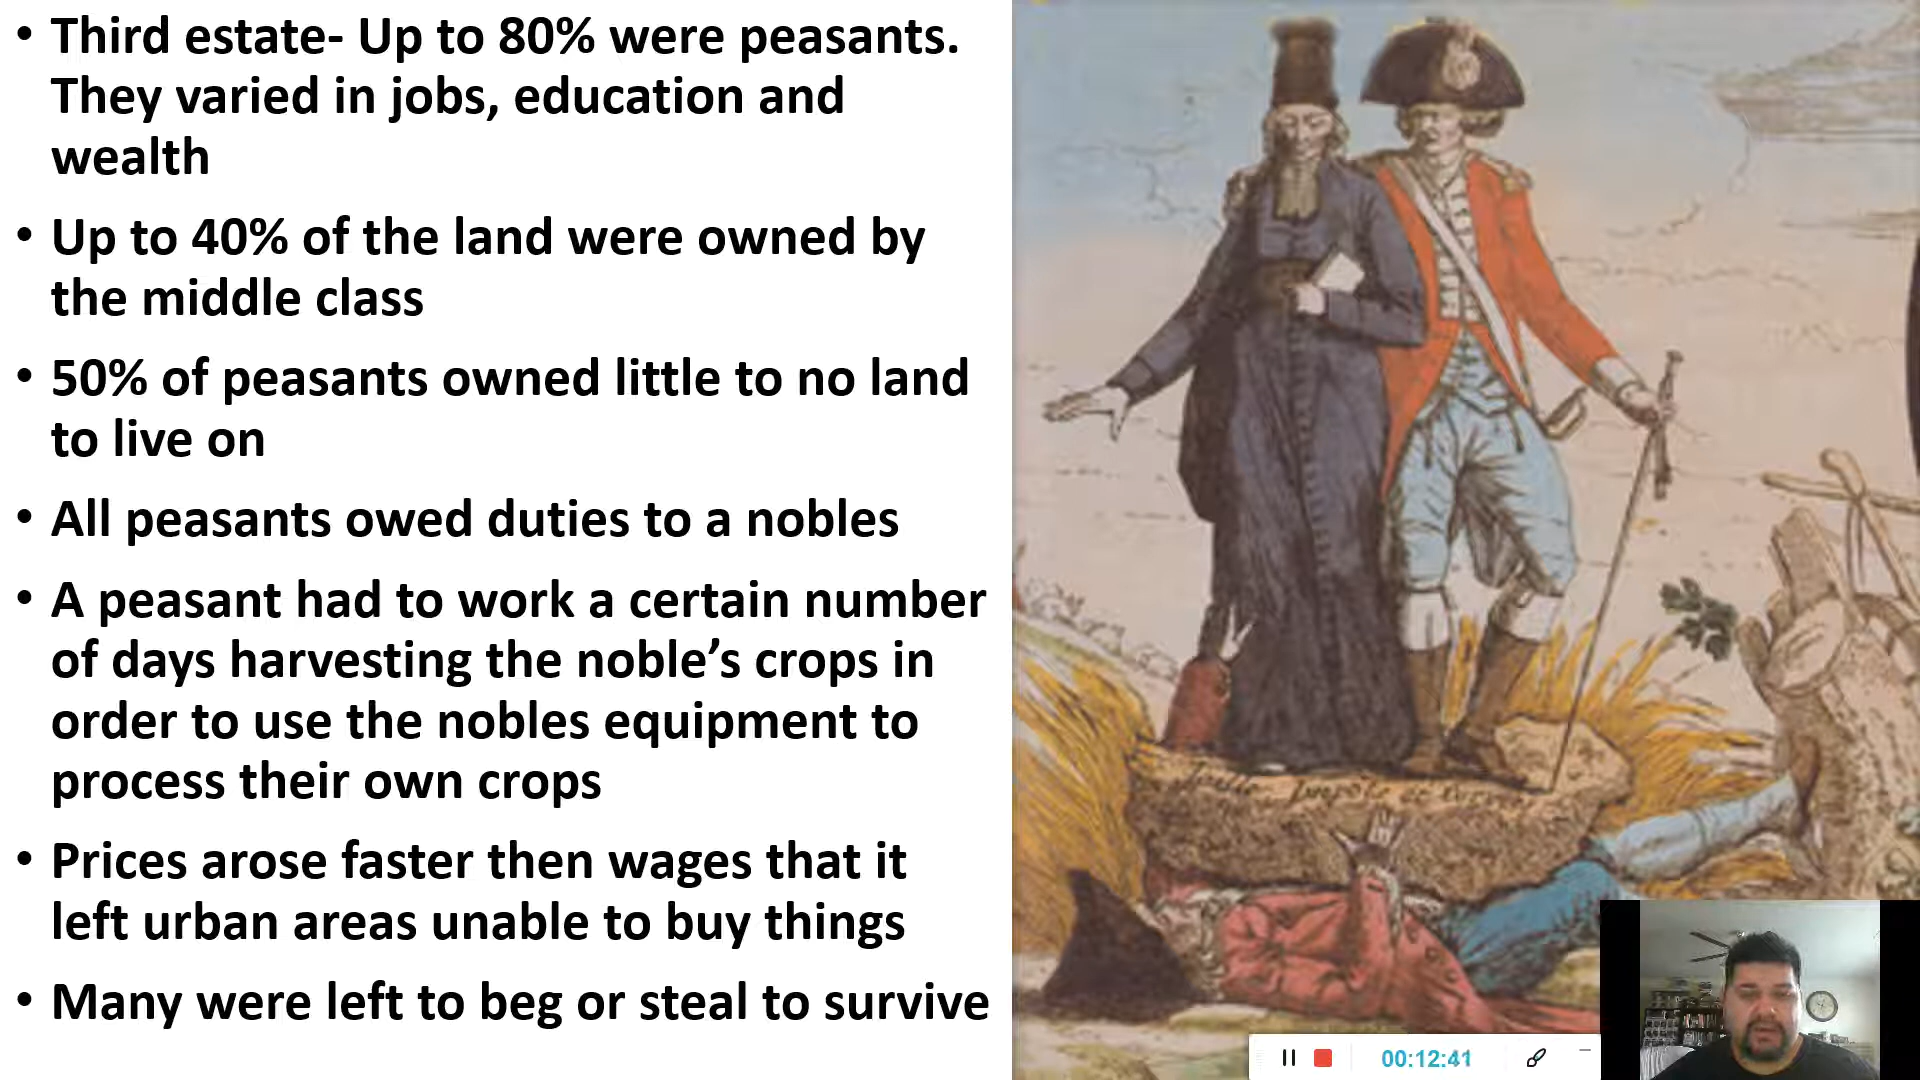 • Third estate- Up to 80% were peasants.
They varied in jobs, education and
wealth
• Up to 40% of the land were owned by
the middle class
• 50% of peasants owned little to no land
to live on
• All peasants owed duties to a nobles
• A peasant had to work a certain number
of days harvesting the noble’s crops in
order to use the nobles equipment to
process their own crops
• Prices arose faster then wages that it
left urban areas unable to buy things
• Many were left to beg or steal to survive
00:12:41